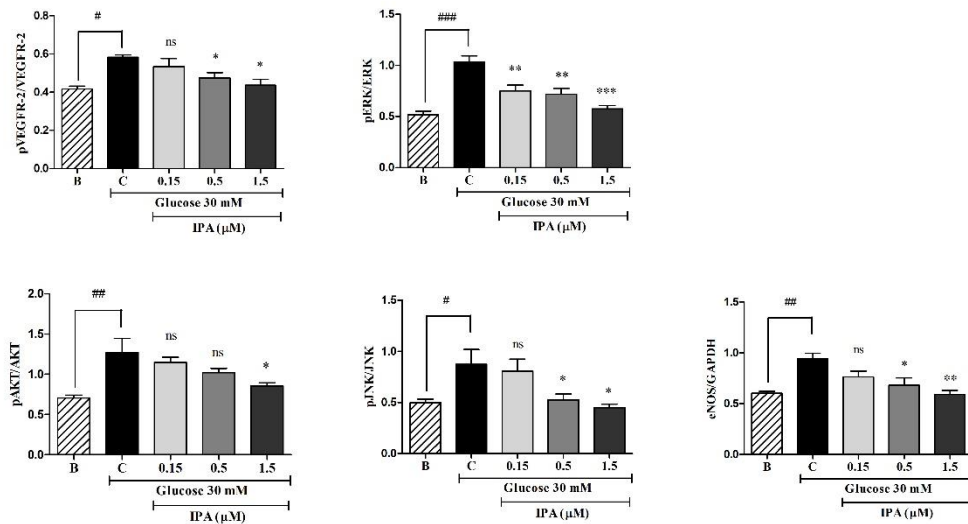 pVEGFR-2/VEGFR-2
0.8
0.6
0.4
0.2
0.0
#
ns
*
*
B C 0.15 0.5 1.5
Glucose 30 mM
IPA (μM)
pERK/ERK
1.5
1.0
0.5
0.0
###
**
**
***
B C 0.15 0.5 1.5
Glucose 30 mM
IPA (μM)
pAKT/AKT
2.0
1.5
1.0
0.5
0.0
##
ns
ns
*
B C 0.15 0.5 1.5
Glucose 30 mM
IPA (μM)
pJNK/JNK
1.5
1.0
0.5
0.0
#
ns
*
*
B C 0.15 0.5 1.5
Glucose 30 mM
IPA (μM)
eNOS/GAPDH
1.5
1.0
0.5
0.0
##
ns
*
**
B C 0.15 0.5 1.5
Glucose 30 mM
IPA (μM)